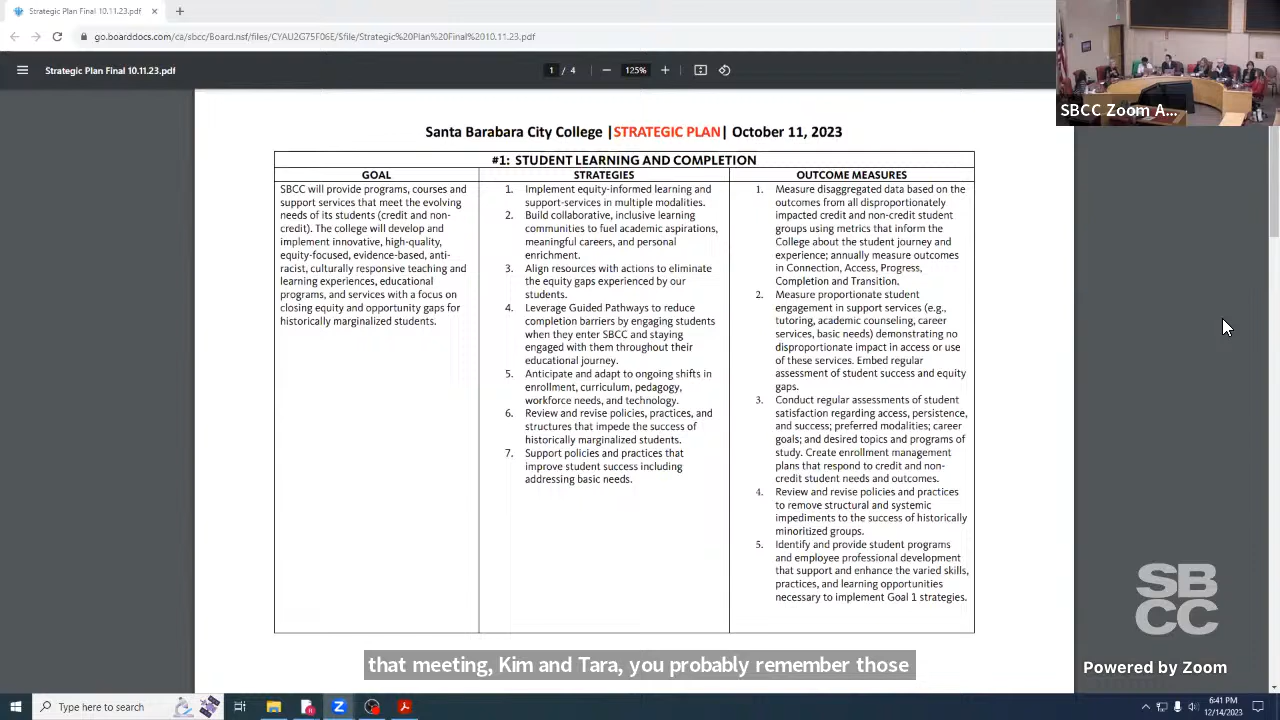 Strategic Plan Final 10.11.23.pdf
go.boarddocs.com/ca/sbcc/Board.nsf/files/CYAU2G75F06E/$file/Strategic%20Plan%20Final%2010.11.23.pdf
Strategic Plan Final 10.11.23.pdf
1 / 4
125%
SBCC Zoom A...
Santa Barabara City College |STRATEGIC PLAN| October 11, 2023
#1: STUDENT LEARNING AND COMPLETION
GOAL
SBCC will provide programs, courses and
support services that meet the evolving
needs of its students (credit and non-
credit). The college will develop and
implement innovative, high-quality,
equity-focused, evidence-based, anti-
racist, culturally responsive teaching and
learning experiences, educational
programs, and services with a focus on
closing equity and opportunity gaps for
historically marginalized students.
STRATEGIES
1. Implement equity-informed learning and
support-services in multiple modalities.
2. Build collaborative, inclusive learning
communities to fuel academic aspirations,
meaningful careers, and personal
enrichment.
3. Align resources with actions to eliminate
the equity gaps experienced by our
students.
4. Leverage Guided Pathways to reduce
completion barriers by engaging students
when they enter SBCC and staying
engaged with them throughout their
educational journey.
5. Anticipate and adapt to ongoing shifts in
enrollment, curriculum, pedagogy,
workforce needs, and technology.
6. Review and revise policies, practices, and
structures that impede the success of
historically marginalized students.
7. Support policies and practices that
improve student success including
addressing basic needs.
OUTCOME MEASURES
1. Measure disaggregated data based on the
outcomes from all disproportionately
impacted credit and non-credit student
groups using metrics that inform the
College about the student journey and
experience; annually measure outcomes
in Connection, Access, Progress,
Completion and Transition,
2. Measure proportionate student
engagement in support services (e.g.,
tutoring, academic counseling, career
services, basic needs) demonstrating no
disproportionate impact in access or use
of these services. Embed regular
assessment of student success and equity
gaps.
3. Conduct regular assessments of student
satisfaction regarding access, persistence,
and success; preferred modalities; career
goals; and desired topics and programs of
study. Create enrollment management
plans that respond to credit and non-
credit student needs and outcomes.
4. Review and revise policies and practices
to remove structural and systemic
impediments to the success of historically
minoritized groups.
5. Identify and provide student programs
and employee professional development
that support and enhance the varied skills,
practices, and learning opportunities
necessary to implement Goal 1 strategies.
SB
CC
Powered by Zoom
that meeting, Kim and Tara, you probably remember those
Type here to search
6:41 PM
12/14/2023